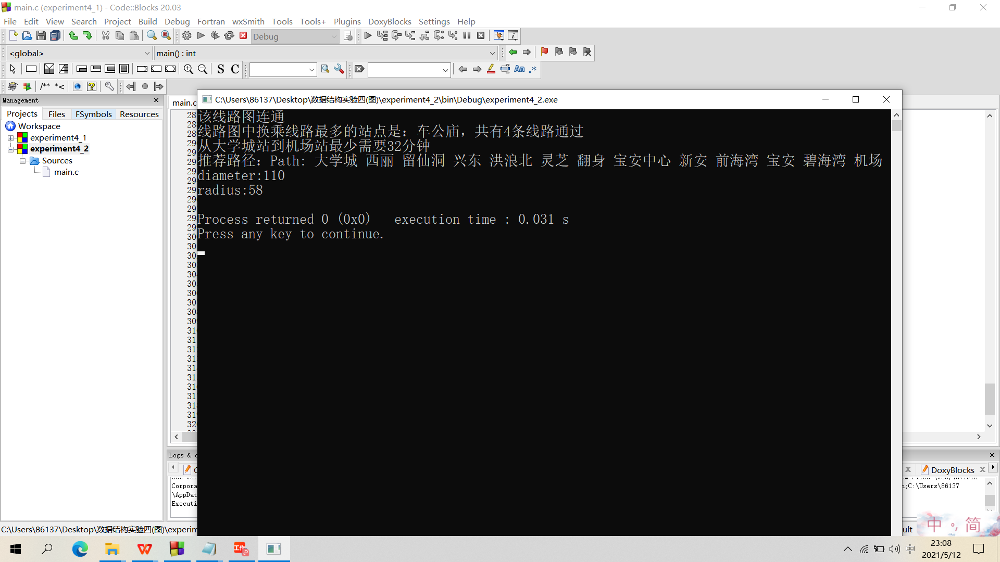 main.c (experiment4_1) - Code::Blocks 20.03
File Edit View Search Project Build Debug Fortran wxSmith Tools Tools+ Plugins DoxyBlocks Settings Help
Debug
<global> main() : int
S C
/** *<
Management
Projects Files FSymbols Resources
Workspace
experiment4_1
experiment4_2
Sources
main.c
main.c
C:\Users\86137\Desktop\数据结构实验四(图)\experiment4_2\bin\Debug\experiment4_2.exe
该线路图连通
线路图中换乘线路最多的站点是：车公庙，共有4条线路通过
从大学城站到机场站最少需要32分钟
推荐路径：Path: 大学城 西丽 留仙洞 兴东 洪浪北 灵芝 翻身 宝安中心 新安 前海湾 宝安 碧海湾 机场
diameter:110
radius:58
Process returned 0 (0x0)   execution time : 0.031 s
Press any key to continue.
Logs &
DoxyBlocks
Corpora
\AppDat
Executi
C:\Users\86137
C:\Users\86137\Desktop\数据结构实验四(图)\experim
ult
中 °, 简
23:08
2021/5/12